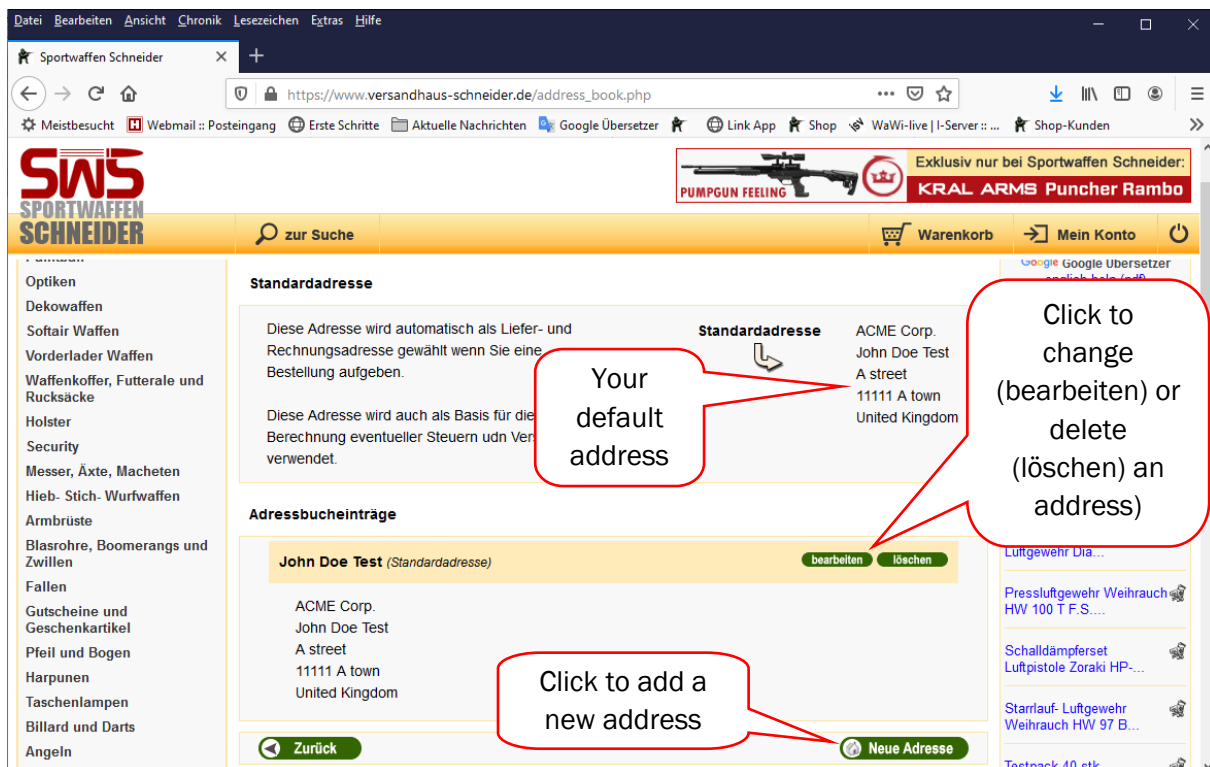 Datei Bearbeiten Ansicht Chronik Lesezeichen Extras Hilfe
Sportwaffen Schneider
https://www.versandhaus-schneider.de/address_book.php
Meistbesucht Webmail :: Posteingang Erste Schritte Aktuelle Nachrichten Google Übersetzer Link App Shop WaWi-live | I-Server :: ... Shop-Kunden
SWS
SPORTWAFFEN
SCHNEIDER
PUMPGUN FEELING
Exklusiv nur bei Sportwaffen Schneider:
KRAL ARMS Puncher Rambo
zur Suche
Warenkorb
Mein Konto
Optiken
Dekowaffen
Softair Waffen
Vorderlader Waffen
Waffenkoffer, Futterale und
Rucksäcke
Holster
Security
Messer, Äxte, Macheten
Hieb- Stich- Wurfwaffen
Armbrüste
Blasrohre, Boomerangs und
Zwillen
Fallen
Gutscheine und
Geschenkartikel
Pfeil und Bogen
Harpunen
Taschenlampen
Billard und Darts
Angeln
Standardadresse
Diese Adresse wird automatisch als Liefer- und
Rechnungsadresse gewählt wenn Sie eine
Bestellung aufgeben.
Diese Adresse wird auch als Basis für die
Berechnung eventueller Steuern udn Ver
verwendet.
Standardadresse
ACME Corp.
John Doe Test
A street
11111 A town
United Kingdom
Your
default
address
Click to
change
(bearbeiten) or
delete
(löschen) an
address)
Adressbucheinträge
John Doe Test (Standardadresse)
bearbeiten
löschen
ACME Corp.
John Doe Test
A street
11111 A town
United Kingdom
Click to add a
new address
Zurück
Neue Adresse
Google Google Übersetzer
Luftgewehr Dia...
Pressluftgewehr Weihrauch
HW 100 T F.S....
Schalldämpferset
Luftpistole Zoraki HP-...
Starrlauf- Luftgewehr
Weihrauch HW 97 B...
Testpack 40 stk